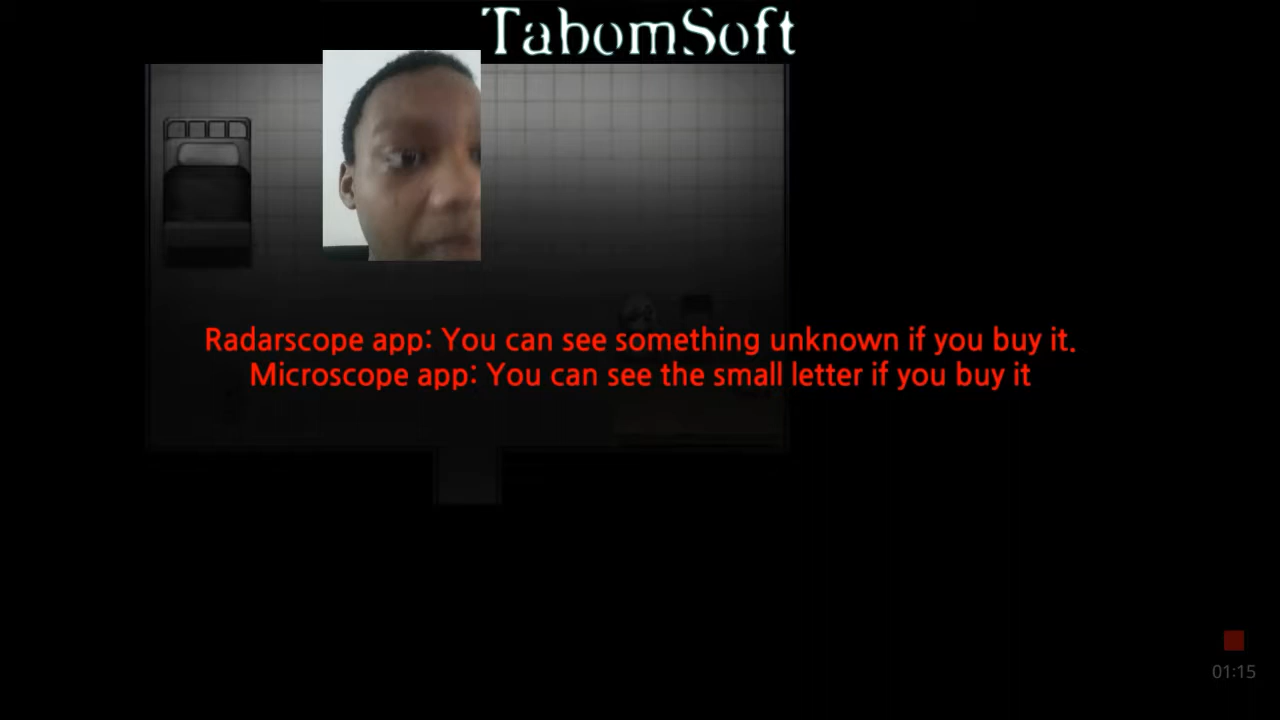 TabomSoft
Radarscope app: You can see something unknown if you buy it.
Microscope app: You can see the small letter if you buy it
01:15